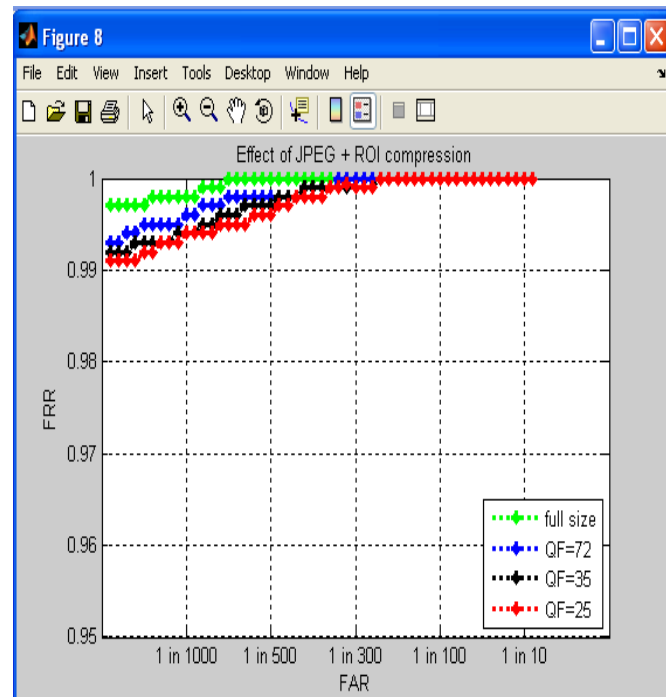 Figure 8
File Edit View Insert Tools Desktop Window Help
Effect of JPEG + ROI compression
1
0.99
0.98
0.97
0.96
0.95
FRR
full size
QF=72
QF=35
QF=25
1 in 1000 1 in 500 1 in 300 1 in 100 1 in 10
FAR